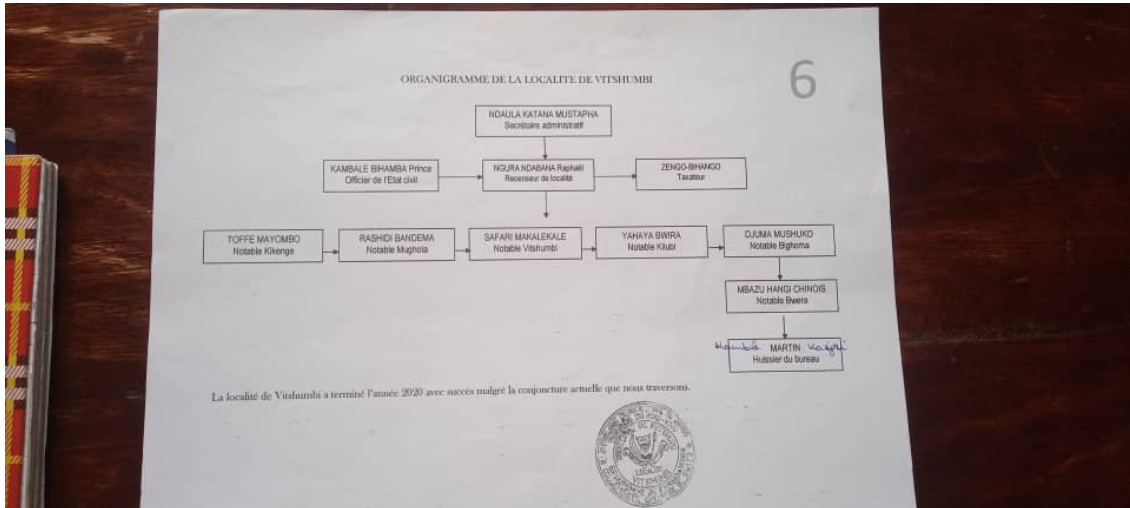 ORGANIGRAMME DE LA LOCALITE DE VITSHUMBI
6
NDAULA KATANA MUSTAPHA
Secrétaire administratif
KAMBALE BIHAMBA Prince
Officier de l'Etat civil
NGURA NDABANA Raphaël
Recenseur de localité
ZENGO-BIHANGO
Taxateur
TOFFE MAYOMBO
Notable Kikenge
RASHIDI BANDEMA
Notable Mughola
SAFARI MAKALEKALE
Notable Vitshumbi
YAHAYA BWIRA
Notable Kilubi
DJUMA MUSHUKO
Notable Bighoma
MBAZU HANGI CHINOIS
Notable Bwera
MARTIN
Huissier du bureau
La localité de Vitshumbi a terminé l'année 2020 avec succès malgré la conjoncture actuelle que nous traversons.
LOCALITE
VITSHUMBI